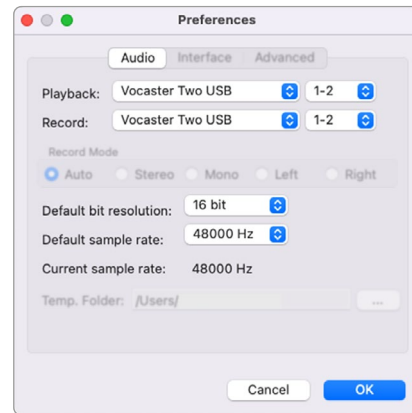 Preferences
Audio Interface Advanced
Playback: Vocaster Two USB 1-2
Record: Vocaster Two USB 1-2
Record Mode
Auto Stereo Mono Left Right
Default bit resolution: 16 bit
Default sample rate: 48000 Hz
Current sample rate: 48000 Hz
Temp. Folder: /Users/ ...
Cancel OK